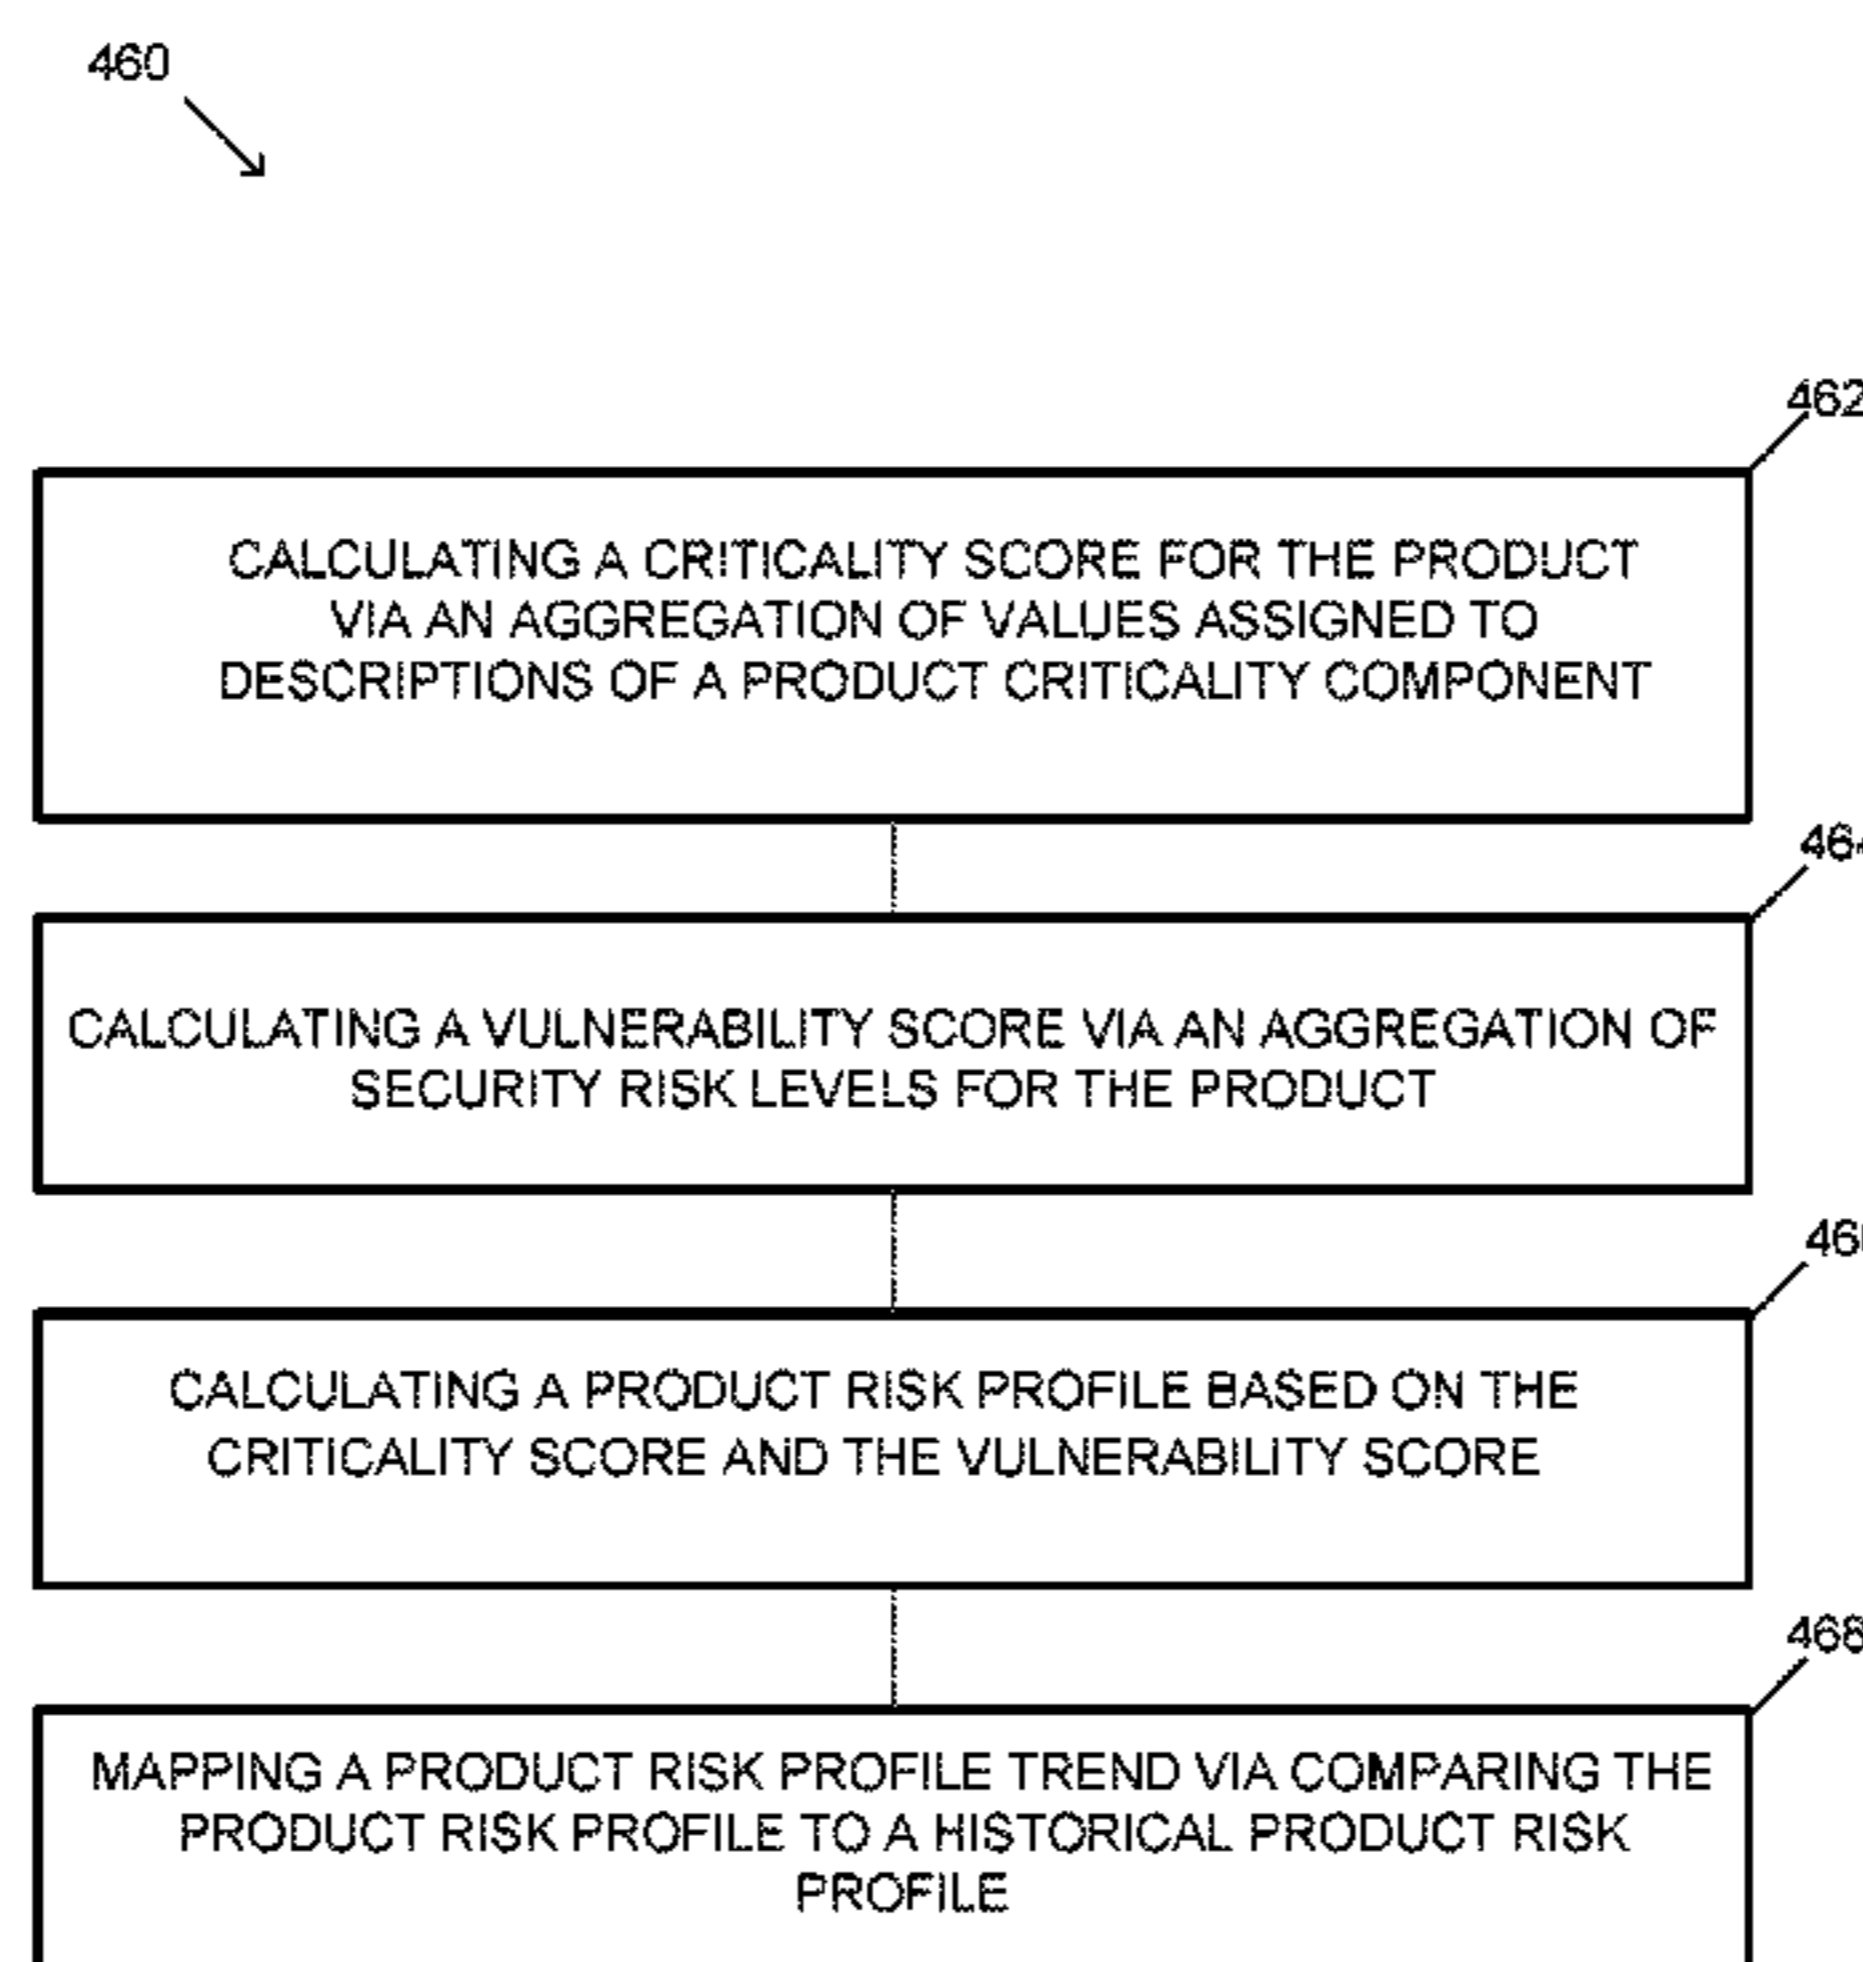 460
462
CALCULATING A CRITICALITY SCORE FOR THE PRODUCT
VIA AN AGGREGATION OF VALUES ASSIGNED TO
DESCRIPTIONS OF A PRODUCT CRITICALITY COMPONENT
464
CALCULATING A VULNERABILITY SCORE VIA AN AGGREGATION OF
SECURITY RISK LEVELS FOR THE PRODUCT
CALCULATING A PRODUCT RISK PROFILE BASED ON THE
CRITICALITY SCORE AND THE VULNERABILITY SCORE
468
MAPPING A PRODUCT RISK PROFILE TREND VIA COMPARING THE
PRODUCT RISK PROFILE TO A HISTORICAL PRODUCT RISK
PROFILE